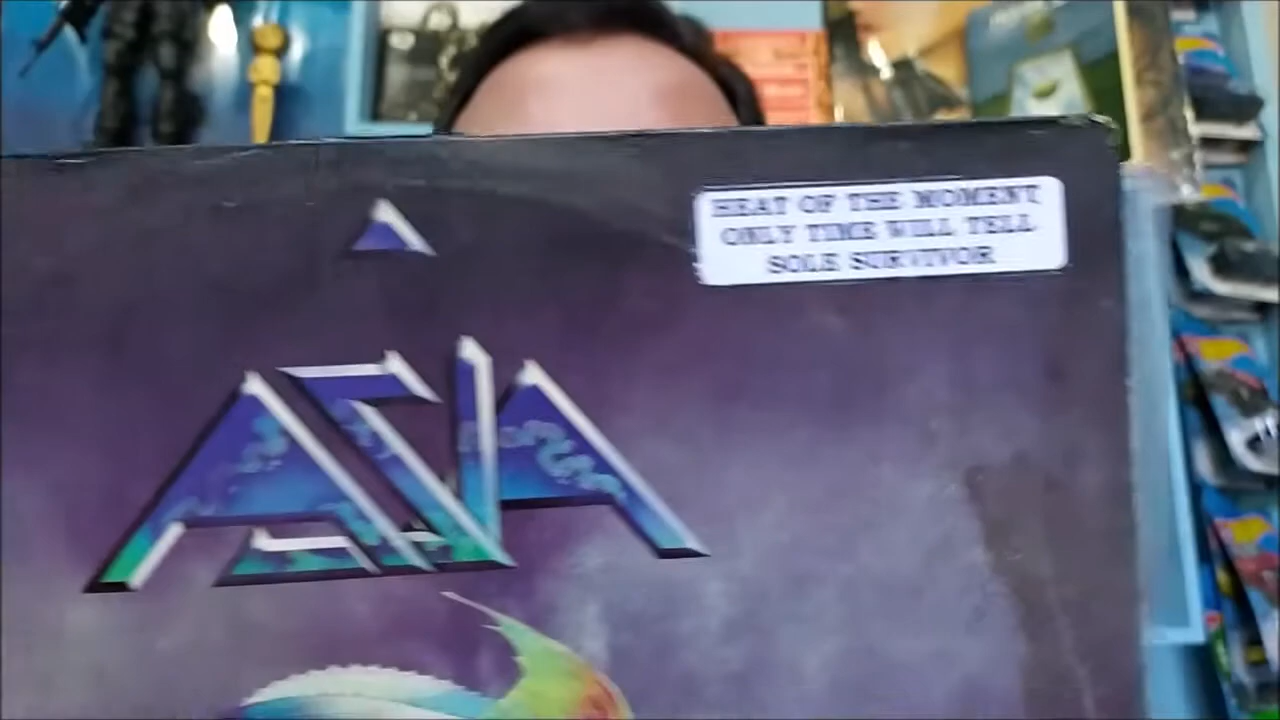 HEAT OF THE MOMENT
ONLY TIME WILL TELL
SOLE SURVIVOR
ASIA